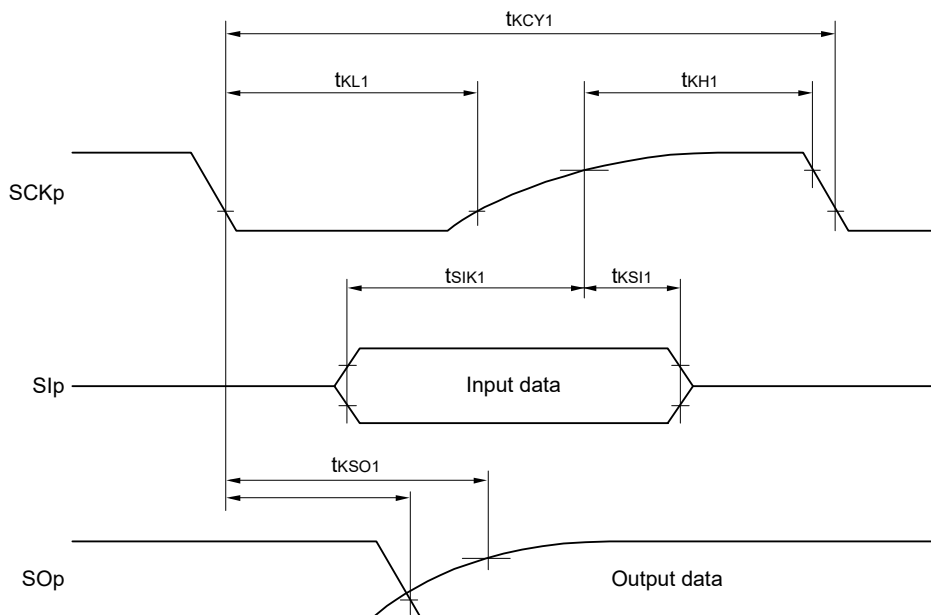 tKCY1
tKL1
tKH1
SCKp
tSIK1
tKSI1
SIp
Input data
tKSO1
SOp
Output data